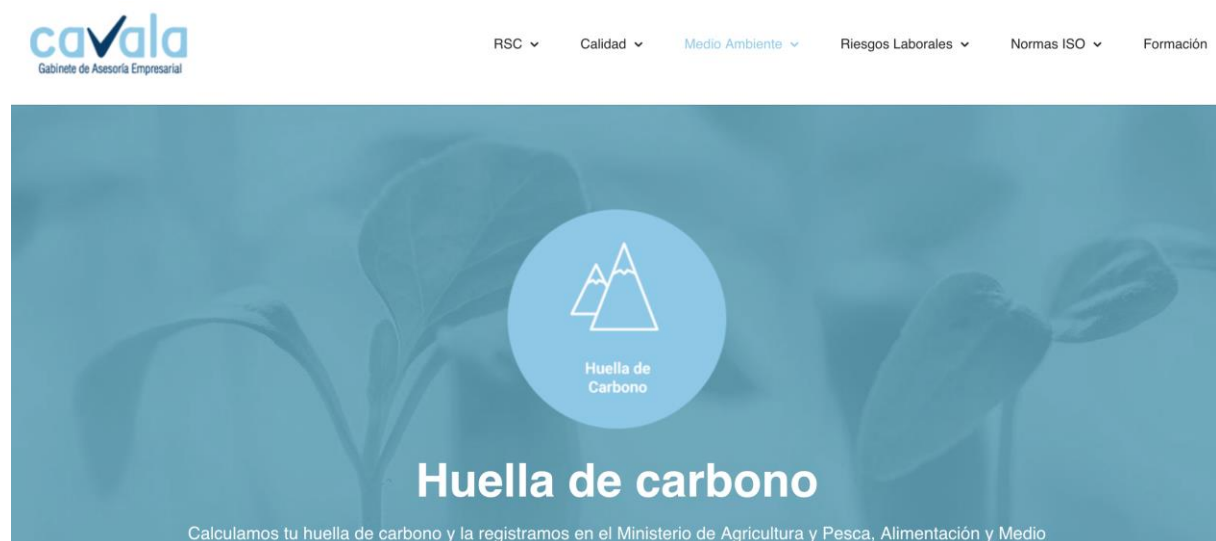 cavala
Gabinete de Asesoría Empresarial
RSC
Calidad
Medio Ambiente
Riesgos Laborales
Normas ISO
Formación
Huella de
Carbono
Huella de carbono
Calculamos tu huella de carbono y la registramos en el Ministerio de Agricultura y Pesca, Alimentación y Medio